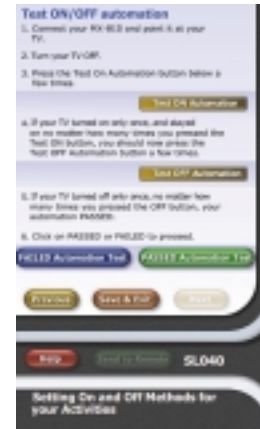 Test ON/OFF automation
1. Connect your MX-810 and point it at your
TV.
2. Turn your TV OFF.
3. Press the Test On Automation button below a
few times.
Test ON Automation
4. If your TV turned on only once, and stayed
on no matter how many times you pressed the
Test ON button, you should now press the
Test OFF Automation button a few times.
Test OFF Automation
5. If your TV turned off only once, no matter how
many times you pressed the OFF button, your
automation PASSED.
6. Click on PASSED or FAILED to proceed.
FAILED Automation Test
PASSED Automation Test
Previous
Save & Exit
Next
Help
Send to Remote
SL040
Setting On and Off Methods for
your Activities